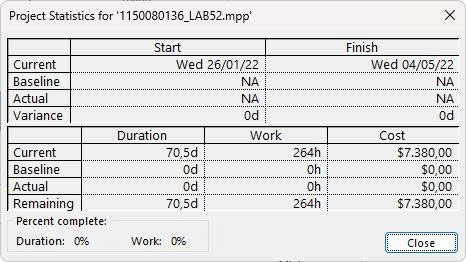 Project Statistics for '1150080136_LAB52.mpp'
Start Finish
Current Wed 26/01/22 Wed 04/05/22
Baseline NA NA
Actual NA NA
Variance 0d 0d
Duration Work Cost
Current 70,5d 264h $7.380,00
Baseline 0d 0h $0,00
Actual 0d 0h $0,00
Remaining 70,5d 264h $7.380,00
Percent complete:
Duration: 0% Work: 0%
Close